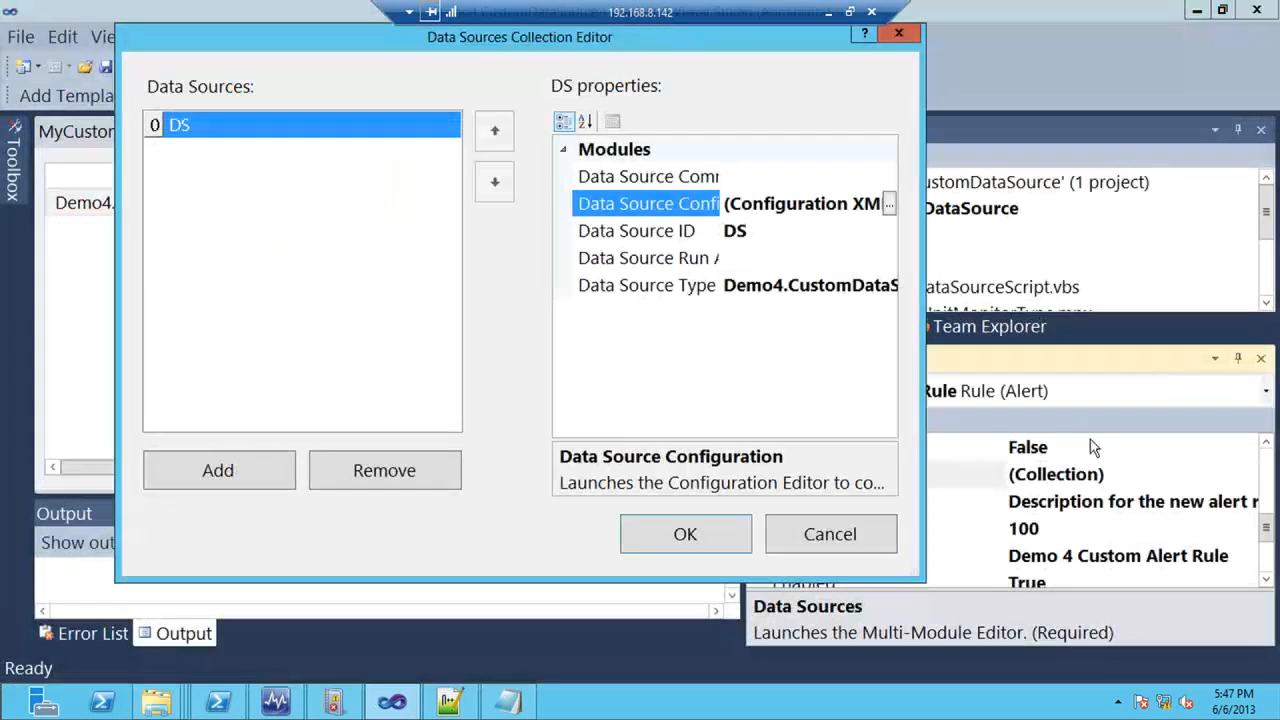 192.168.8.142
Data Sources Collection Editor
?
File Edit Vie
Add Templa
Data Sources:
DS properties:
MyCustom
Toolbox
0 DS
Modules
Data Source Com
Data Source Confi (Configuration XM ...
Data Source ID DS
Data Source Run A
Data Source Type Demo4.CustomDataS
Demo4.
ustomDataSource' (1 project)
DataSource
ataSourceScript.vbs
Team Explorer
Rule Rule (Alert)
False
(Collection)
Description for the new alert r
100
Demo 4 Custom Alert Rule
True
Add Remove
Data Source Configuration
Launches the Configuration Editor to co...
OK Cancel
Output
Show out
Data Sources
Launches the Multi-Module Editor. (Required)
Error List Output
Ready
5:47 PM
6/6/2013